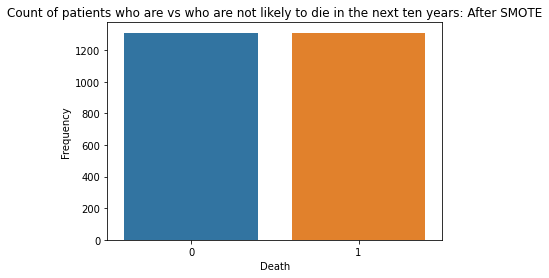 Count of patients who are vs who are not likely to die in the next ten years: After SMOTE
1200
1000
800
600
400
200
0
Frequency
0 1
Death